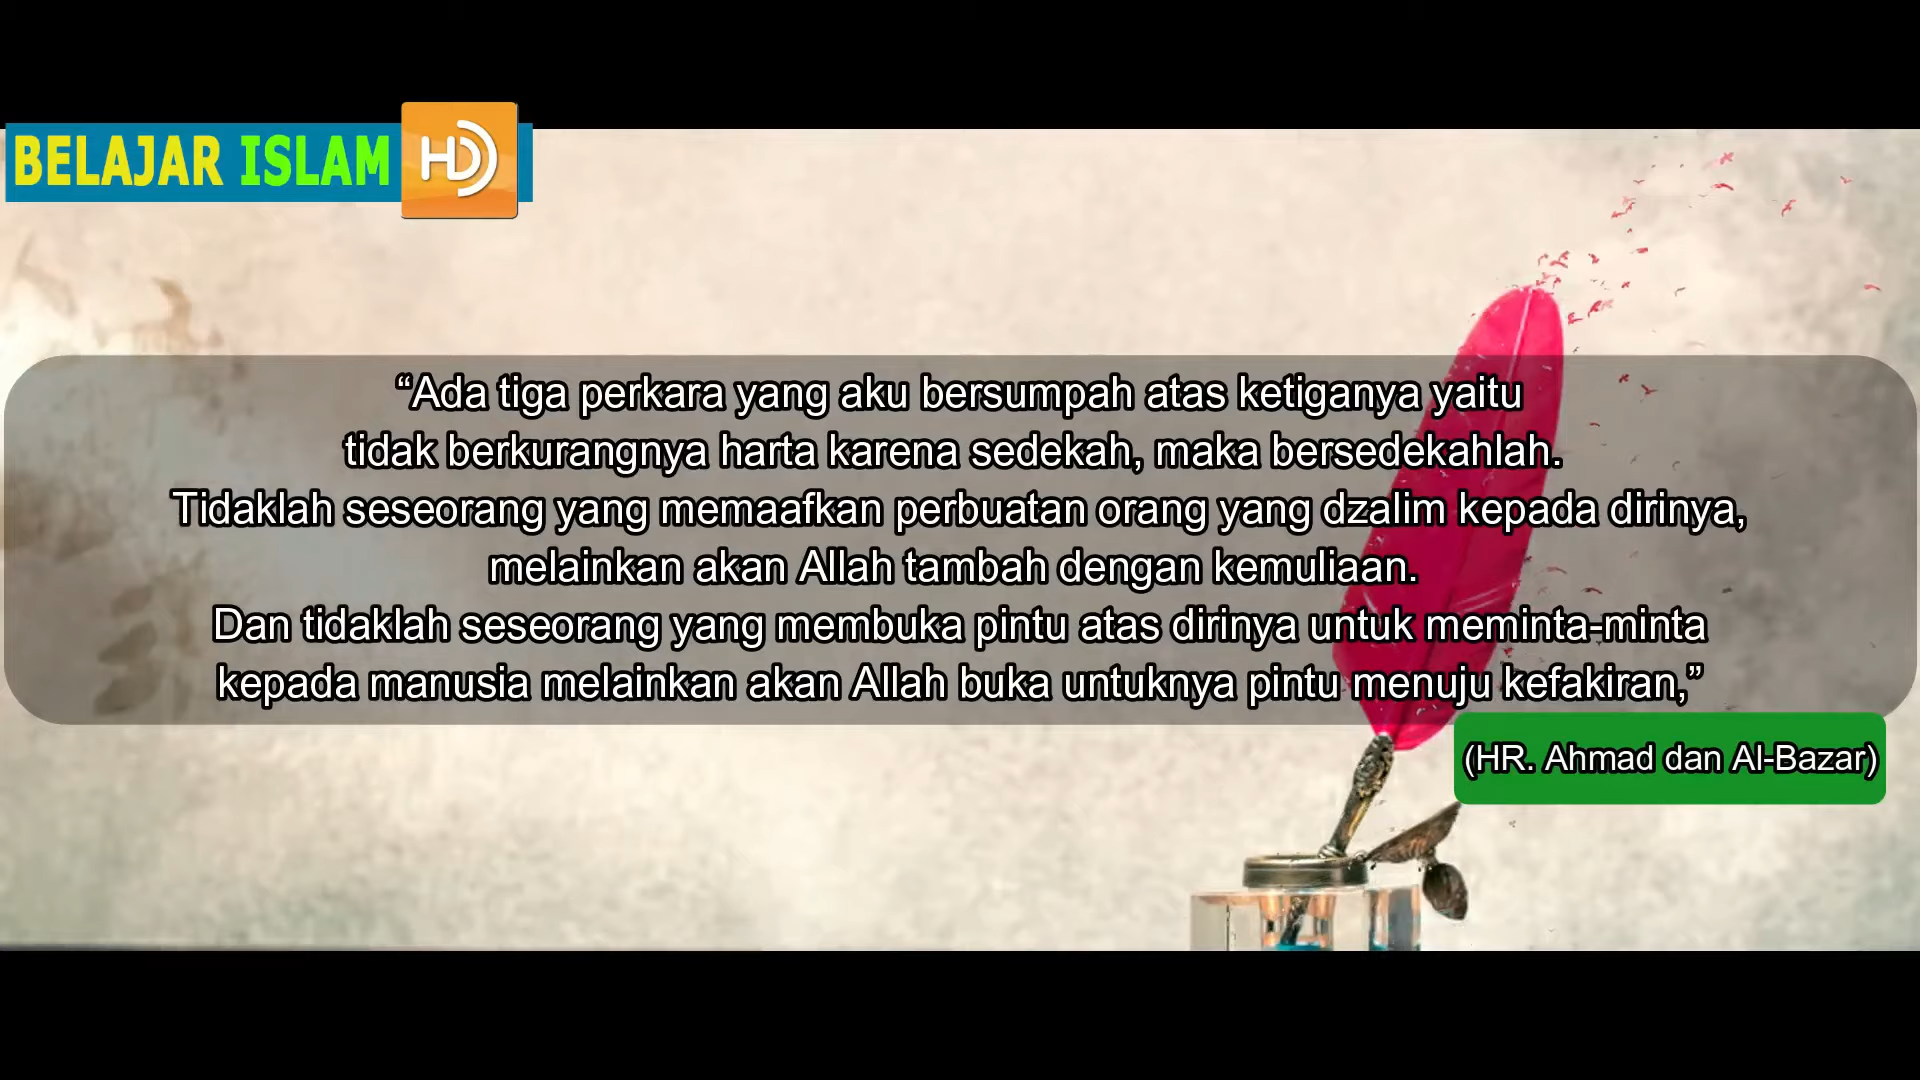 BELAJAR ISLAM HD
“Ada tiga perkara yang aku bersumpah atas ketiganya yaitu
tidak berkurangnya harta karena sedekah, maka bersedekahlah.
Tidaklah seseorang yang memaafkan perbuatan orang yang dzalim kepada dirinya,
melainkan akan Allah tambah dengan kemuliaan.
Dan tidaklah seseorang yang membuka pintu atas dirinya untuk meminta-minta
kepada manusia melainkan akan Allah buka untuknya pintu menuju kefakiran,”
(HR. Ahmad dan Al-Bazar)